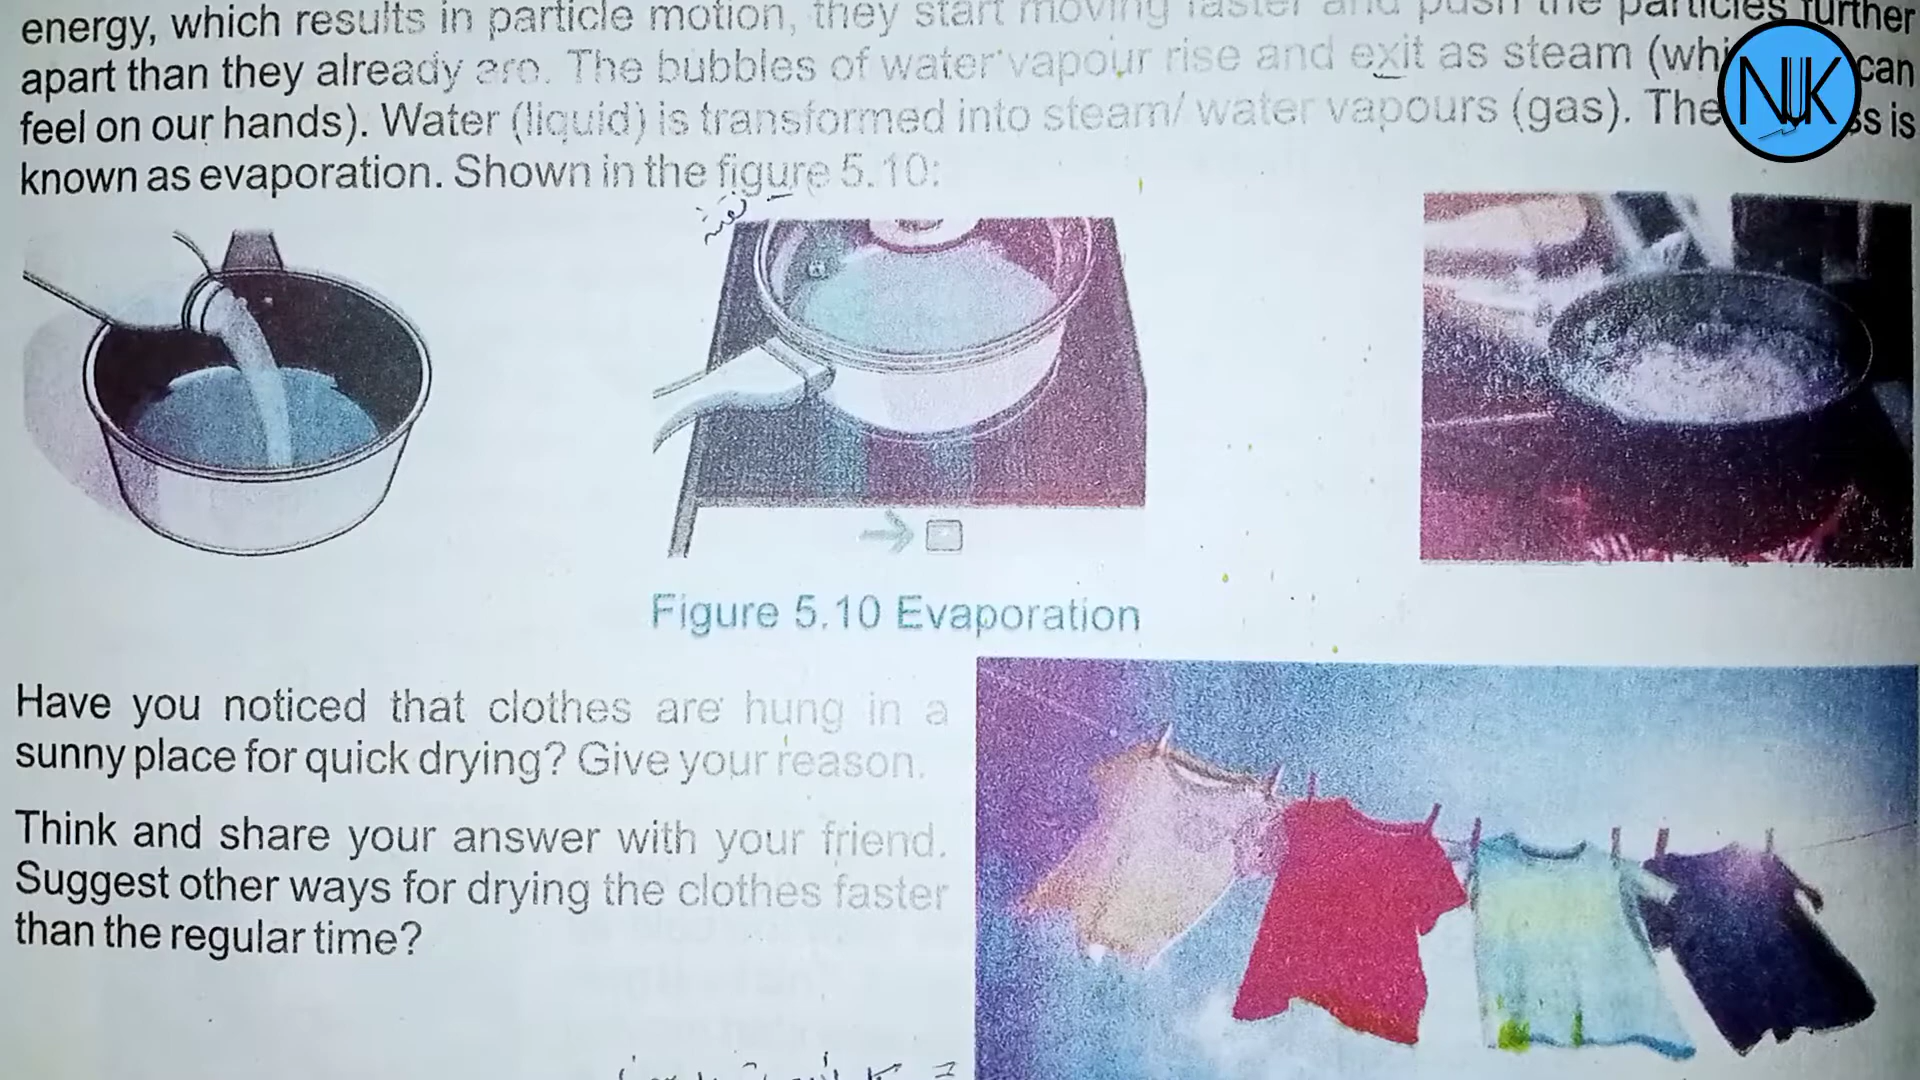 energy, which results in particle motion, they start moving faster and push the particles further
apart than they already are. The bubbles of water vapour rise and exit as steam (whi can
feel on our hands). Water (liquid) is transformed into steam/ water vapours (gas). The ss is
known as evaporation. Shown in the figure 5.10:
NUK
Figure 5.10 Evaporation
Have you noticed that clothes are hung in a
sunny place for quick drying? Give your reason.
Think and share your answer with your friend.
Suggest other ways for drying the clothes faster
than the regular time?